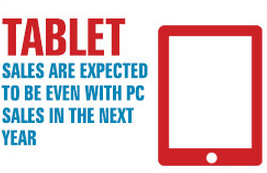 TABLET
SALES ARE EXPECTED
TO BE EVEN WITH PC
SALES IN THE NEXT
YEAR